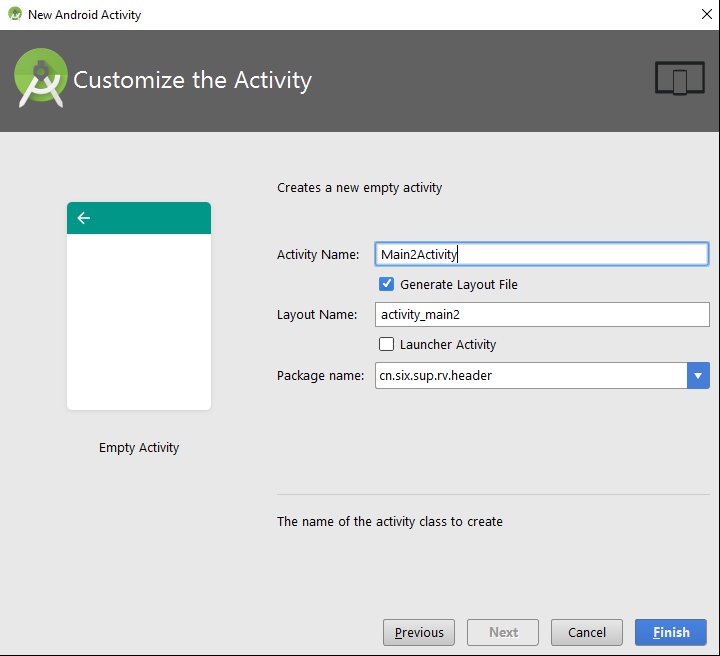 New Android Activity
Customize the Activity
Creates a new empty activity
Activity Name: Main2Activity
Generate Layout File
Layout Name: activity_main2
Launcher Activity
Package name: cn.six.sup.rv.header
Empty Activity
The name of the activity class to create
Previous Next Cancel Finish